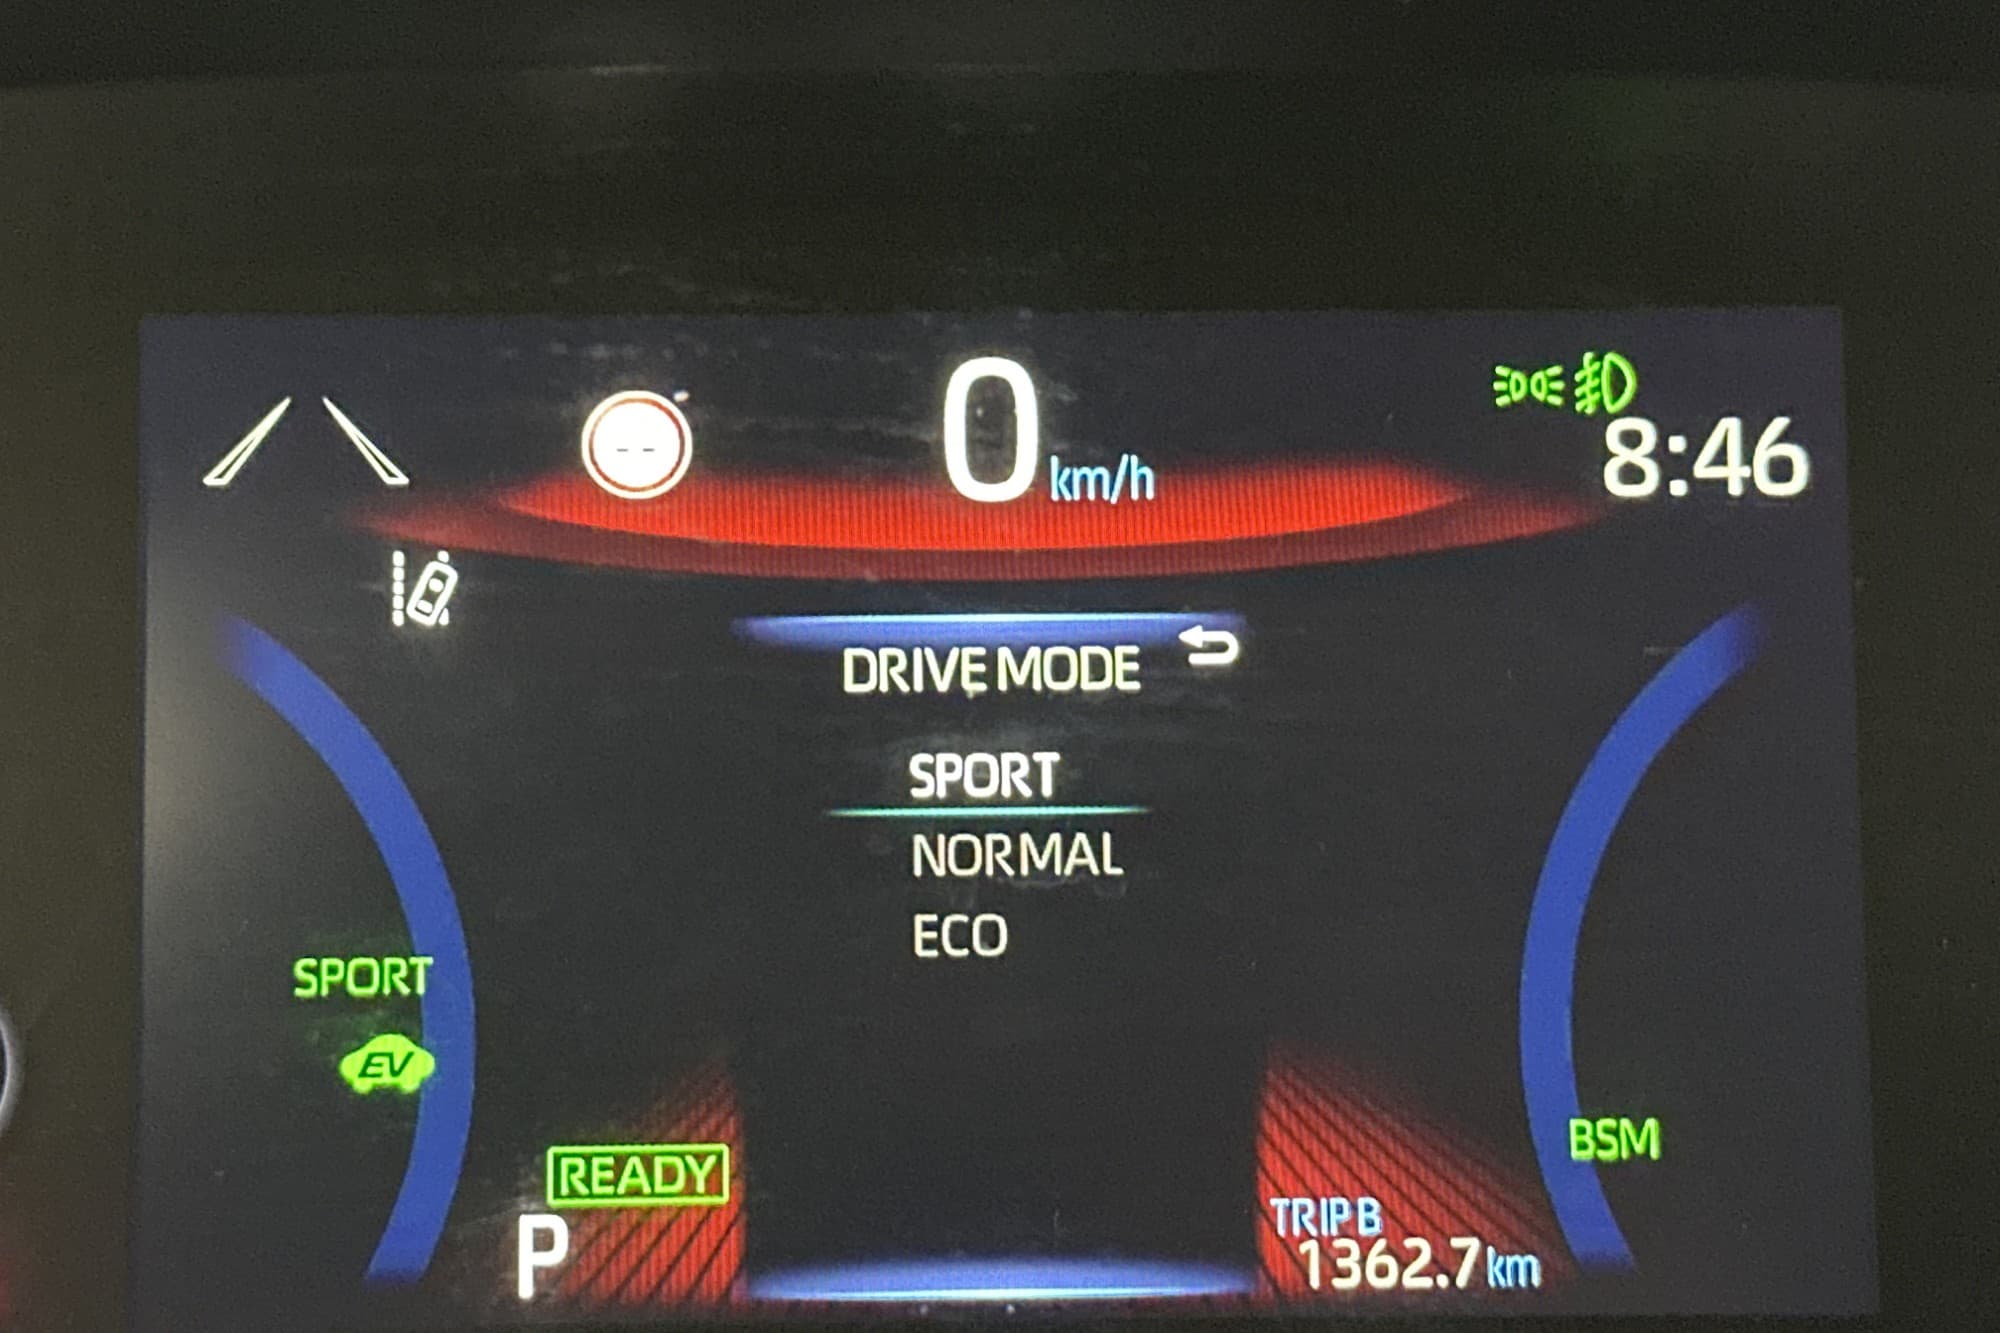 0 km/h
8:46
--
DRIVE MODE
SPORT
NORMAL
ECO
SPORT
EV
READY
P
BSM
TRIP B
1362.7 km